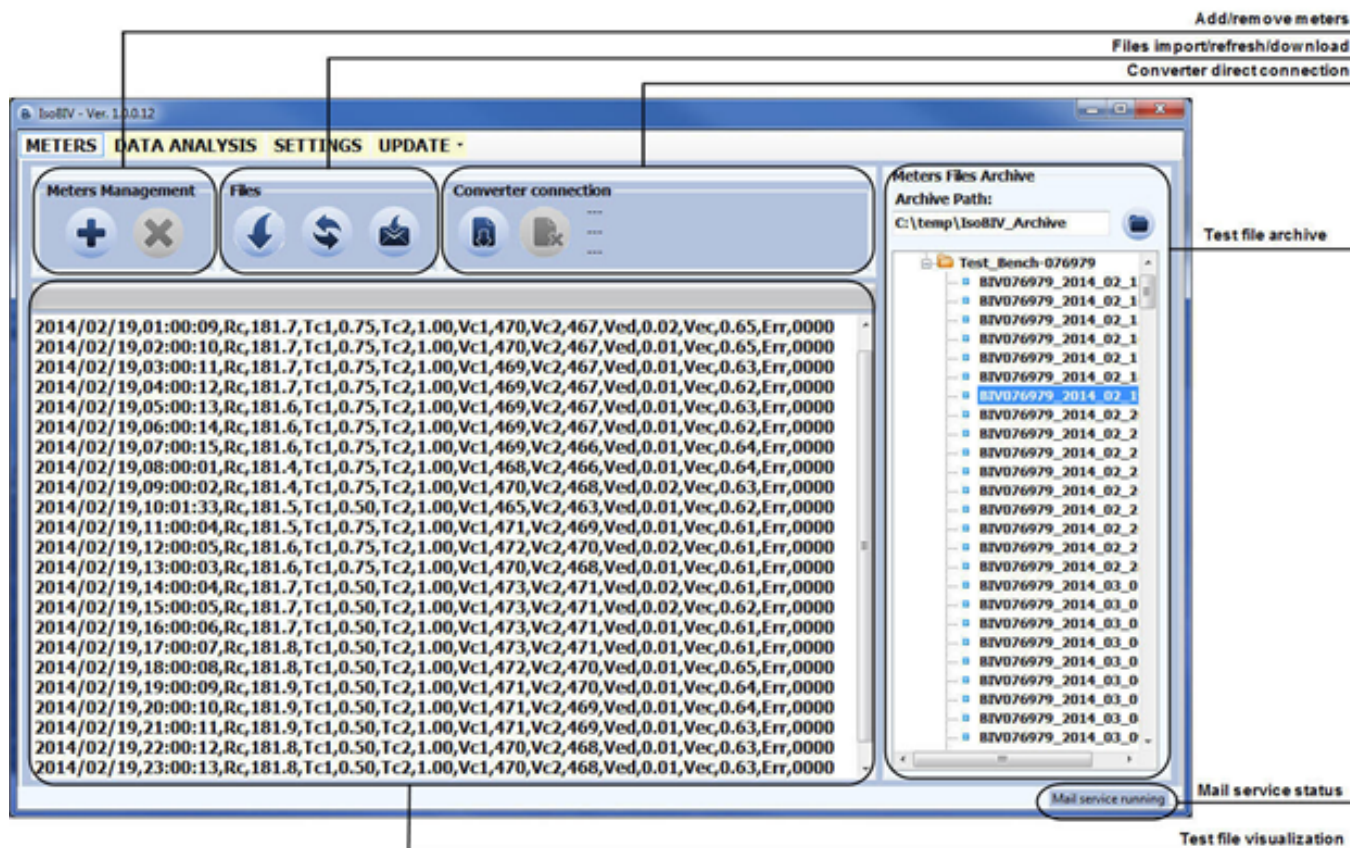 Add/remove meters
Files import/refresh/download
Converter direct connection
IsoBIV - Ver. 1.0.0.12
METERS DATA ANALYSIS SETTINGS UPDATE
Meters Management
Files
Converter connection
---
---
---
Meters Files Archive
Archive Path:
C:\temp\IsoBIV_Archive
Test file archive
Test_Bench-076979
BIV076979_2014_02_1
BIV076979_2014_02_1
BIV076979_2014_02_1
BIV076979_2014_02_1
BIV076979_2014_02_1
BIV076979_2014_02_1
BIV076979_2014_02_1
BIV076979_2014_02_2
BIV076979_2014_02_2
BIV076979_2014_02_2
BIV076979_2014_02_2
BIV076979_2014_02_2
BIV076979_2014_02_2
BIV076979_2014_02_2
BIV076979_2014_02_2
BIV076979_2014_02_2
BIV076979_2014_03_0
BIV076979_2014_03_0
BIV076979_2014_03_0
BIV076979_2014_03_0
BIV076979_2014_03_0
BIV076979_2014_03_0
BIV076979_2014_03_0
BIV076979_2014_03_0
BIV076979_2014_03_0
2014/02/19,01:00:09,Rc,181.7,Tc1,0.75,Tc2,1.00,Vc1,470,Vc2,467,Ved,0.02,Vec,0.65,Err,0000
2014/02/19,02:00:10,Rc,181.7,Tc1,0.75,Tc2,1.00,Vc1,470,Vc2,467,Ved,0.01,Vec,0.65,Err,0000
2014/02/19,03:00:11,Rc,181.7,Tc1,0.75,Tc2,1.00,Vc1,469,Vc2,467,Ved,0.01,Vec,0.63,Err,0000
2014/02/19,04:00:12,Rc,181.7,Tc1,0.75,Tc2,1.00,Vc1,469,Vc2,467,Ved,0.01,Vec,0.62,Err,0000
2014/02/19,05:00:13,Rc,181.6,Tc1,0.75,Tc2,1.00,Vc1,469,Vc2,467,Ved,0.01,Vec,0.63,Err,0000
2014/02/19,06:00:14,Rc,181.6,Tc1,0.75,Tc2,1.00,Vc1,469,Vc2,467,Ved,0.01,Vec,0.62,Err,0000
2014/02/19,07:00:15,Rc,181.6,Tc1,0.75,Tc2,1.00,Vc1,469,Vc2,466,Ved,0.01,Vec,0.64,Err,0000
2014/02/19,08:00:01,Rc,181.4,Tc1,0.75,Tc2,1.00,Vc1,468,Vc2,466,Ved,0.01,Vec,0.64,Err,0000
2014/02/19,09:00:02,Rc,181.4,Tc1,0.75,Tc2,1.00,Vc1,470,Vc2,468,Ved,0.02,Vec,0.63,Err,0000
2014/02/19,10:01:33,Rc,181.5,Tc1,0.50,Tc2,1.00,Vc1,465,Vc2,463,Ved,0.01,Vec,0.62,Err,0000
2014/02/19,11:00:04,Rc,181.5,Tc1,0.75,Tc2,1.00,Vc1,471,Vc2,469,Ved,0.01,Vec,0.61,Err,0000
2014/02/19,12:00:05,Rc,181.6,Tc1,0.75,Tc2,1.00,Vc1,472,Vc2,470,Ved,0.02,Vec,0.61,Err,0000
2014/02/19,13:00:03,Rc,181.6,Tc1,0.75,Tc2,1.00,Vc1,470,Vc2,468,Ved,0.01,Vec,0.63,Err,0000
2014/02/19,14:00:04,Rc,181.7,Tc1,0.50,Tc2,1.00,Vc1,473,Vc2,471,Ved,0.02,Vec,0.61,Err,0000
2014/02/19,15:00:05,Rc,181.7,Tc1,0.50,Tc2,1.00,Vc1,473,Vc2,471,Ved,0.02,Vec,0.62,Err,0000
2014/02/19,16:00:06,Rc,181.7,Tc1,0.50,Tc2,1.00,Vc1,473,Vc2,471,Ved,0.01,Vec,0.61,Err,0000
2014/02/19,17:00:07,Rc,181.8,Tc1,0.50,Tc2,1.00,Vc1,473,Vc2,471,Ved,0.01,Vec,0.61,Err,0000
2014/02/19,18:00:08,Rc,181.8,Tc1,0.50,Tc2,1.00,Vc1,472,Vc2,470,Ved,0.01,Vec,0.65,Err,0000
2014/02/19,19:00:09,Rc,181.9,Tc1,0.50,Tc2,1.00,Vc1,471,Vc2,470,Ved,0.01,Vec,0.64,Err,0000
2014/02/19,20:00:10,Rc,181.9,Tc1,0.50,Tc2,1.00,Vc1,471,Vc2,469,Ved,0.01,Vec,0.64,Err,0000
2014/02/19,21:00:11,Rc,181.9,Tc1,0.50,Tc2,1.00,Vc1,471,Vc2,469,Ved,0.01,Vec,0.63,Err,0000
2014/02/19,22:00:12,Rc,181.8,Tc1,0.50,Tc2,1.00,Vc1,470,Vc2,468,Ved,0.01,Vec,0.63,Err,0000
2014/02/19,23:00:13,Rc,181.8,Tc1,0.50,Tc2,1.00,Vc1,470,Vc2,468,Ved,0.01,Vec,0.63,Err,0000
Mail service running
Mail service status
Test file visualization